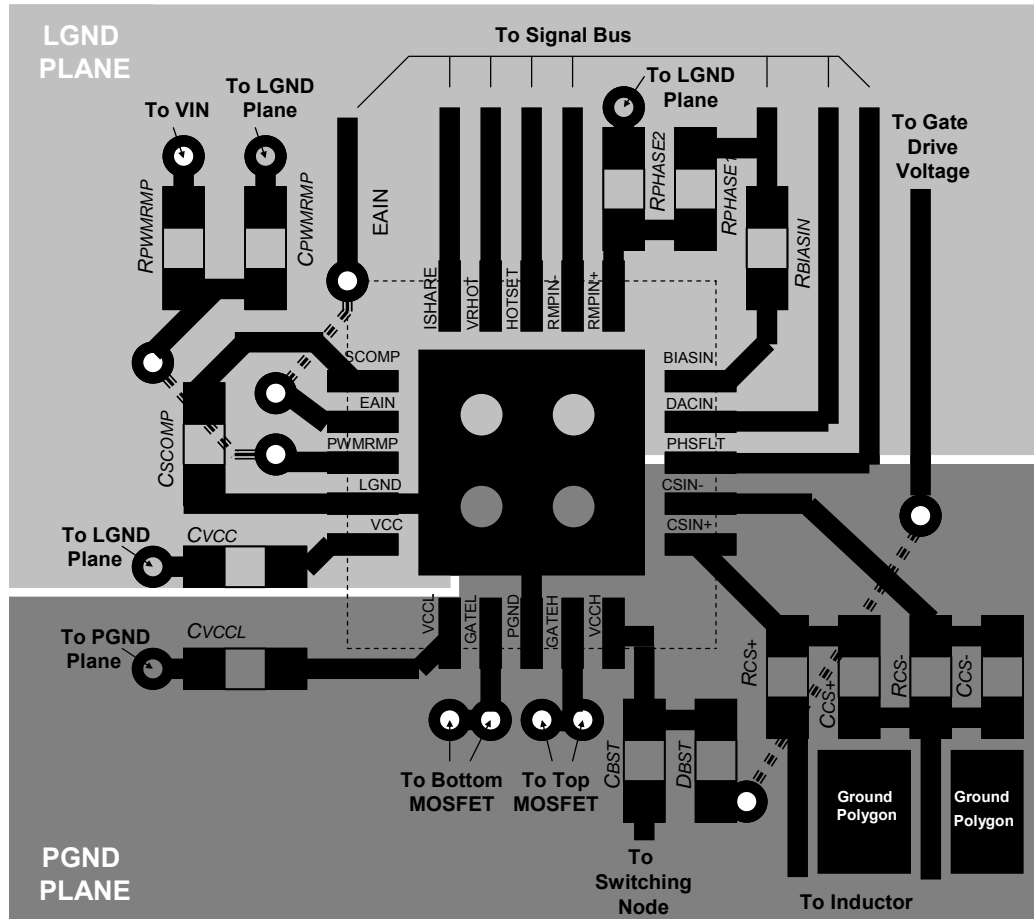 LGND
PLANE
To Signal Bus
To VIN
To LGND
Plane
To LGND
Plane
To Gate
Drive
Voltage
RPWMRMP
CPWMRMP
EAIN
RPHASE2
RPHASE1
RBIASIN
ISHARE
VRHOT
HOTSET
RMPIN-
RMPIN+
SCOMP
EAIN
PWMRMP
LGND
VCC
BIASIN
DACIN
PHSFLT
CSIN-
CSIN+
CSCOMP
To LGND
Plane
CVCC
To PGND
Plane
CVCCL
VCCL
GATEL
PGND
GATEH
VCCH
RCS+
CCS+
RCS-
CCS-
CBST
DBST
To Bottom
MOSFET
To Top
MOSFET
Ground
Polygon
Ground
Polygon
PGND
PLANE
To
Switching
Node
To Inductor